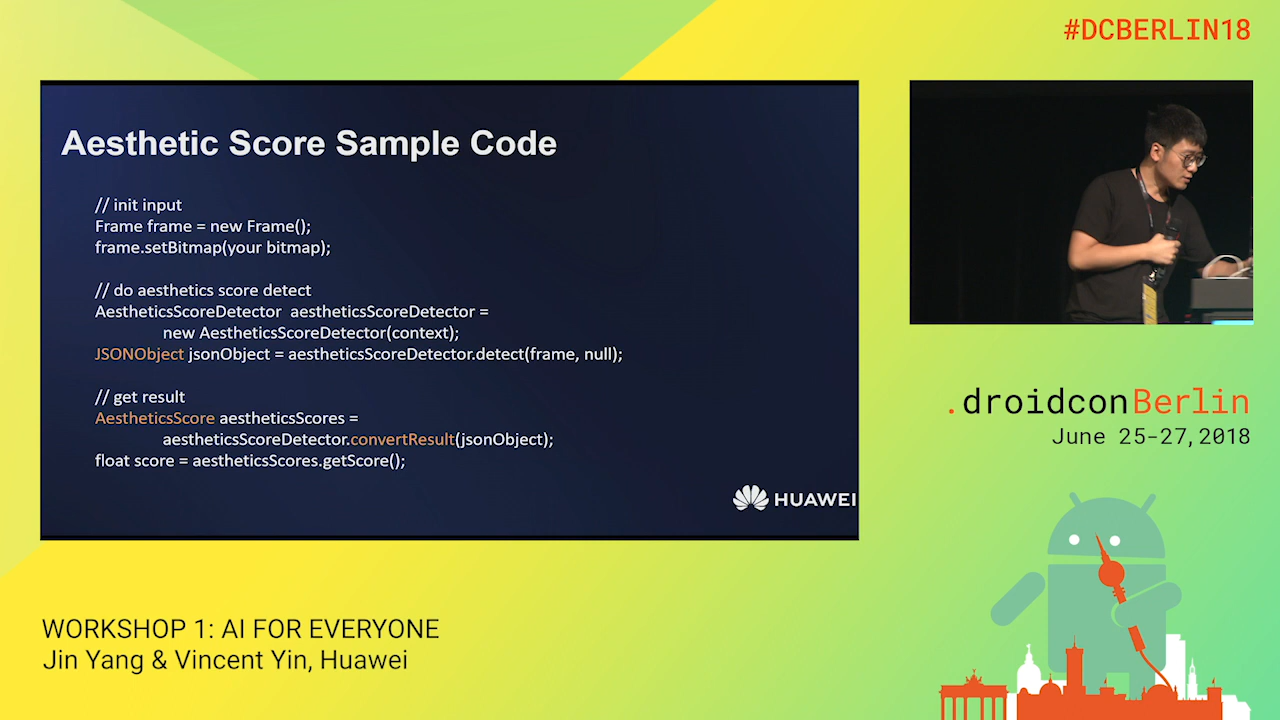 #DCBERLIN18
Aesthetic Score Sample Code
// init input
Frame frame = new Frame();
frame.setBitmap(your bitmap);
// do aesthetics score detect
AestheticsScoreDetector  aestheticsScoreDetector =
new AestheticsScoreDetector(context);
JSONObject jsonObject = aestheticsScoreDetector.detect(frame, null);
// get result
AestheticsScore aestheticsScores =
aestheticsScoreDetector.convertResult(jsonObject);
float score = aestheticsScores.getScore();
HUAWEI
.droidconBerlin
June 25-27,2018
WORKSHOP 1: AI FOR EVERYONE
Jin Yang & Vincent Yin, Huawei